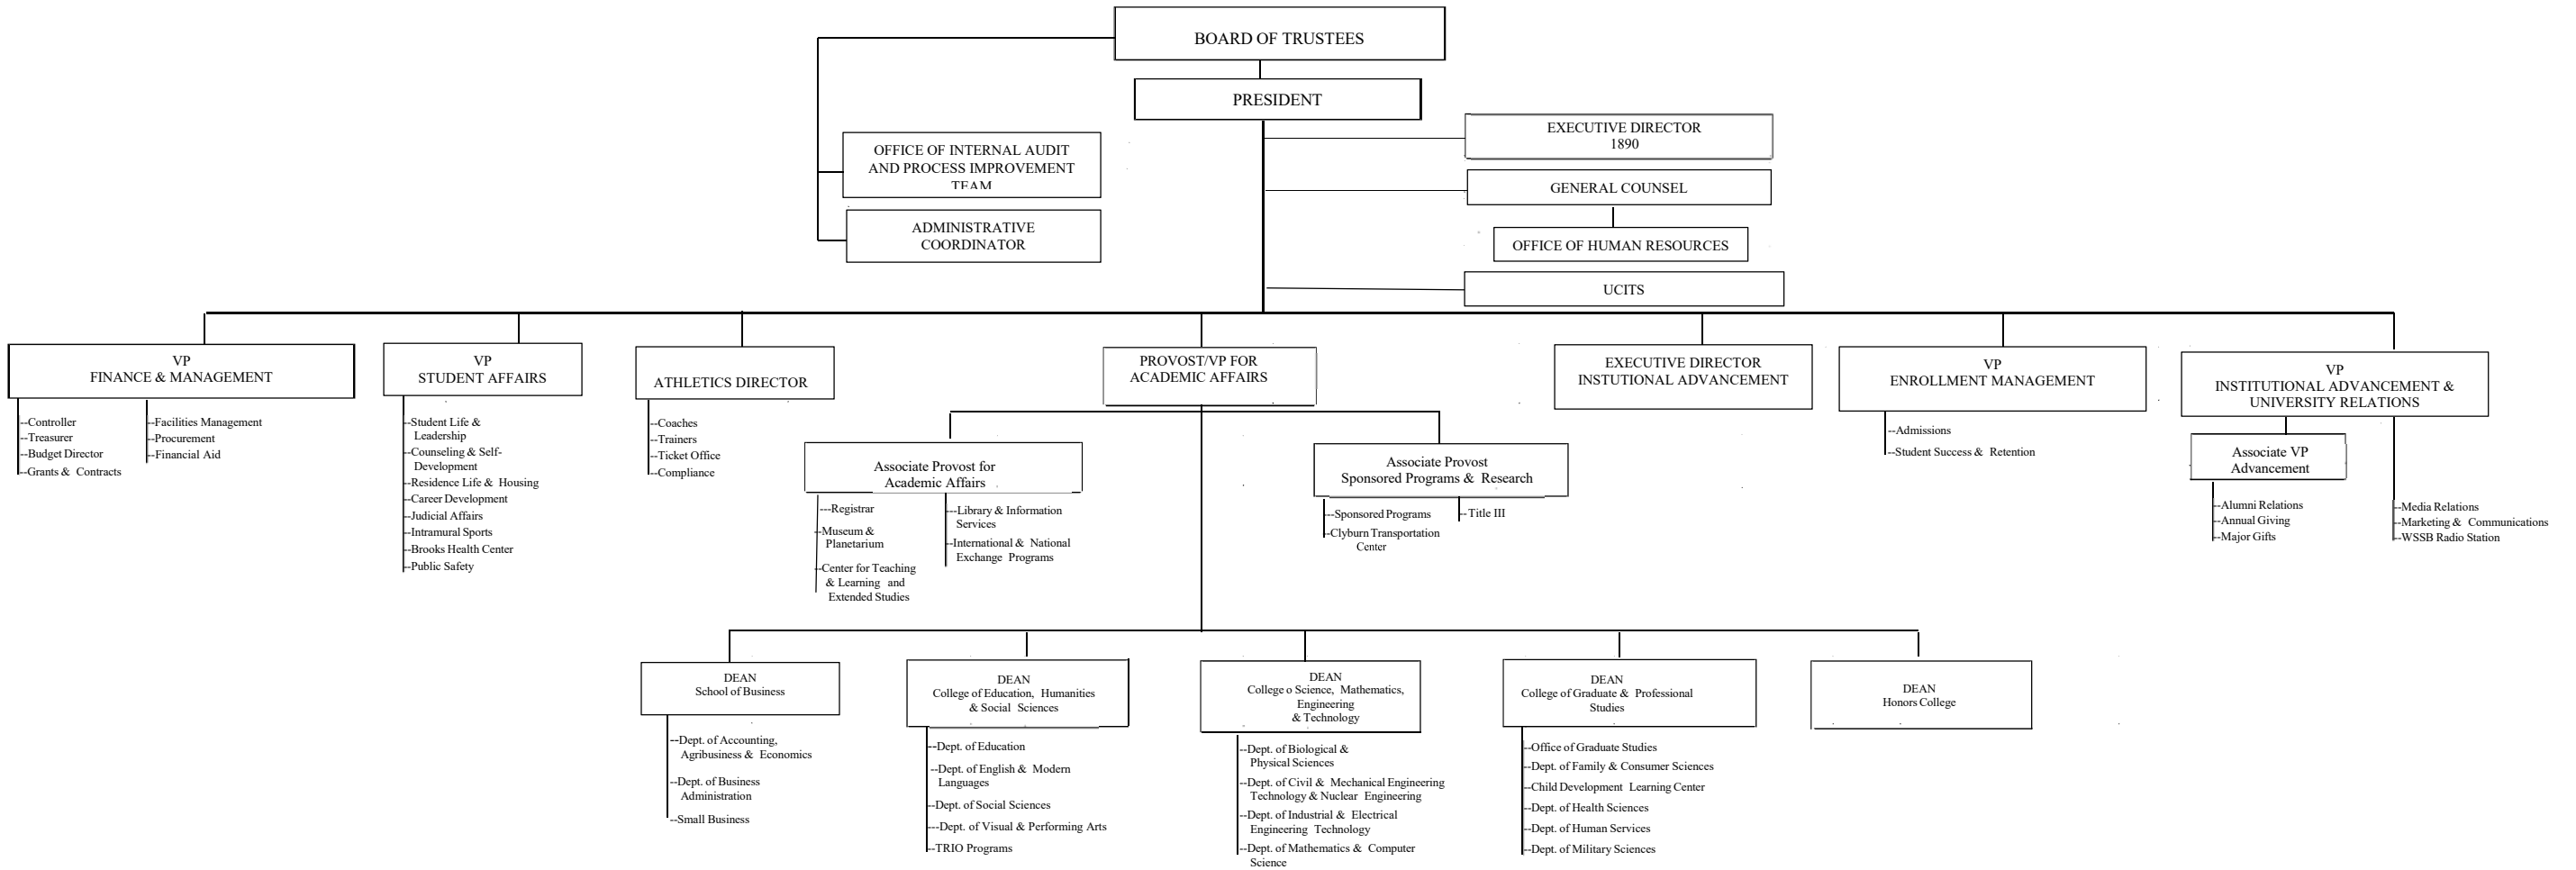 BOARD OF TRUSTEES
PRESIDENT
OFFICE OF INTERNAL AUDIT
AND PROCESS IMPROVEMENT
TEAM
ADMINISTRATIVE
COORDINATOR
EXECUTIVE DIRECTOR
1890
GENERAL COUNSEL
OFFICE OF HUMAN RESOURCES
UCITS
VP
FINANCE & MANAGEMENT
--Controller
--Treasurer
--Budget Director
--Grants & Contracts
--Facilities Management
--Procurement
--Financial Aid
VP
STUDENT AFFAIRS
--Student Life &
Leadership
--Counseling & Self-
Development
--Residence Life & Housing
--Career Development
--Judicial Affairs
--Intramural Sports
--Brooks Health Center
--Public Safety
ATHLETICS DIRECTOR
--Coaches
--Trainers
--Ticket Office
--Compliance
PROVOST/VP FOR
ACADEMIC AFFAIRS
Associate Provost for
Academic Affairs
---Registrar
--Museum &
Planetarium
--Center for Teaching
& Learning and
Extended Studies
---Library & Information
Services
--International & National
Exchange Programs
Associate Provost
Sponsored Programs & Research
---Sponsored Programs
--Clyburn Transportation
Center
--Title III
EXECUTIVE DIRECTOR
INSTUTIONAL ADVANCEMENT
VP
ENROLLMENT MANAGEMENT
--Admissions
--Student Success & Retention
VP
INSTITUTIONAL ADVANCEMENT &
UNIVERSITY RELATIONS
Associate VP
Advancement
--Alumni Relations
--Annual Giving
--Major Gifts
--Media Relations
--Marketing & Communications
--WSSB Radio Station
DEAN
School of Business
--Dept. of Accounting,
Agribusiness & Economics
--Dept. of Business
Administration
--Small Business
DEAN
College of Education, Humanities
& Social Sciences
--Dept. of Education
--Dept. of English & Modern
Languages
--Dept. of Social Sciences
---Dept. of Visual & Performing Arts
--TRIO Programs
DEAN
College o Science, Mathematics,
Engineering
& Technology
--Dept. of Biological &
Physical Sciences
--Dept. of Civil & Mechanical Engineering
Technology & Nuclear Engineering
--Dept. of Industrial & Electrical
Engineering Technology
--Dept. of Mathematics & Computer
Science
DEAN
College of Graduate & Professional
Studies
--Office of Graduate Studies
--Dept. of Family & Consumer Sciences
--Child Development Learning Center
--Dept. of Health Sciences
--Dept. of Human Services
--Dept. of Military Sciences
DEAN
Honors College